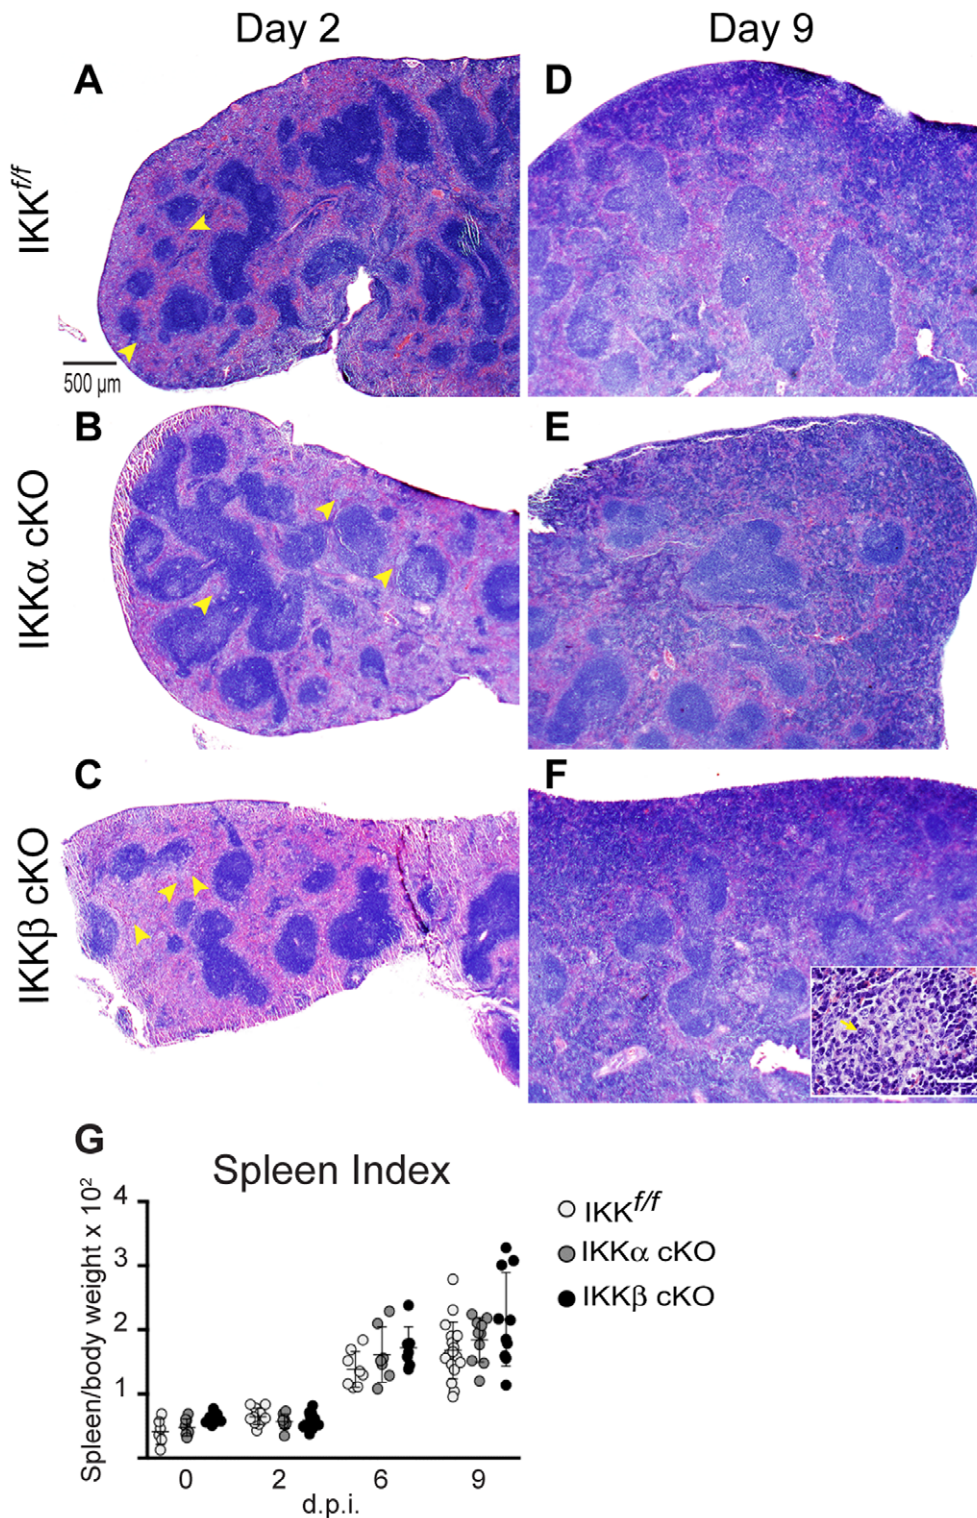 Day 2
Day 9
A
D
IKKf/f
500 µm
B
E
IKKα cKO
C
F
IKKβ cKO
G
Spleen Index
Spleen/body weight x 10²
4
3
2
1
0
2
6
9
d.p.i.
IKKf/f
IKKα cKO
IKKβ cKO